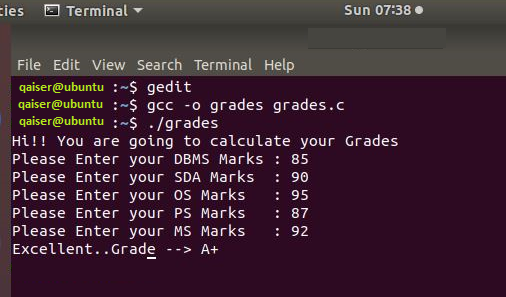 ties Terminal Sun 07:38
File Edit View Search Terminal Help
qaiser@ubuntu :~$ gedit
qaiser@ubuntu :~$ gcc -o grades grades.c
qaiser@ubuntu :~$ ./grades
Hi!! You are going to calculate your Grades
Please Enter your DBMS Marks : 85
Please Enter your SDA Marks : 90
Please Enter your OS Marks : 95
Please Enter your PS Marks : 87
Please Enter your MS Marks : 92
Excellent..Grade --> A+